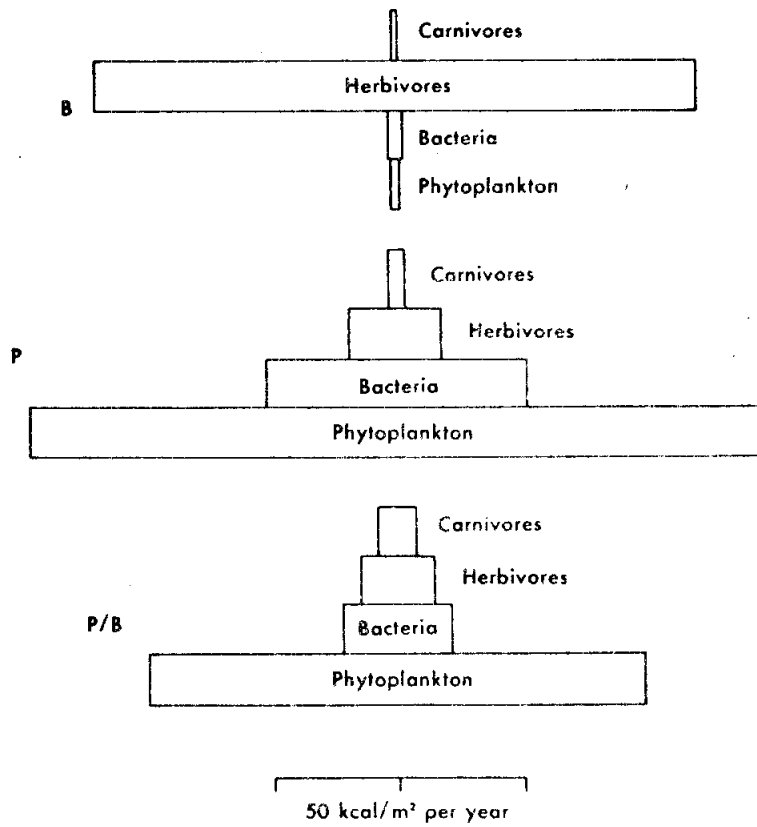 Carnivores
Herbivores
B
Bacteria
Phytoplankton
Carnivores
Herbivores
P
Bacteria
Phytoplankton
Carnivores
Herbivores
P/B
Bacteria
Phytoplankton
50 kcal/m² per year